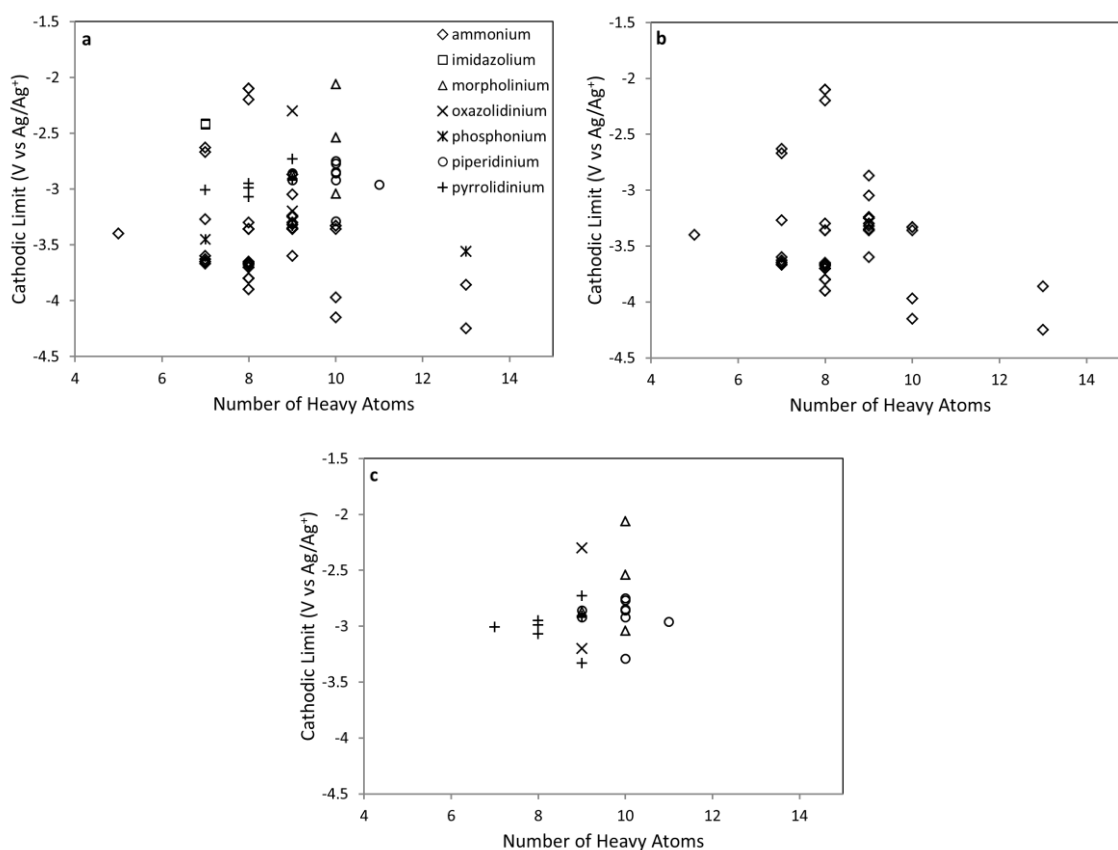 a
ammonium
imidazolium
morpholinium
oxazolidinium
phosphonium
piperidinium
pyrrolidinium
-1.5
-2
-2.5
-3
-3.5
-4
-4.5
Cathodic Limit (V vs Ag/Ag⁺)
4
6
8
10
12
14
Number of Heavy Atoms
b
-1.5
-2
-2.5
-3
-3.5
-4
-4.5
Cathodic Limit (V vs Ag/Ag⁺)
4
6
8
10
12
14
Number of Heavy Atoms
c
-1.5
-2
-2.5
-3
-3.5
-4
-4.5
Cathodic Limit (V vs Ag/Ag⁺)
4
6
8
10
12
14
Number of Heavy Atoms